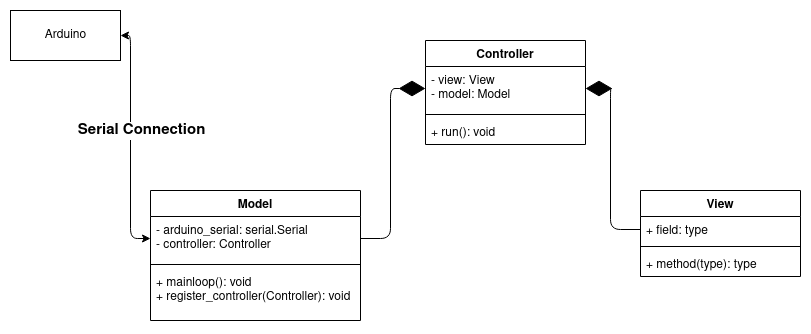 Arduino
Serial Connection
Controller
- view: View
- model: Model
+ run(): void
Model
- arduino_serial: serial.Serial
- controller: Controller
+ mainloop(): void
+ register_controller(Controller): void
View
+ field: type
+ method(type): type